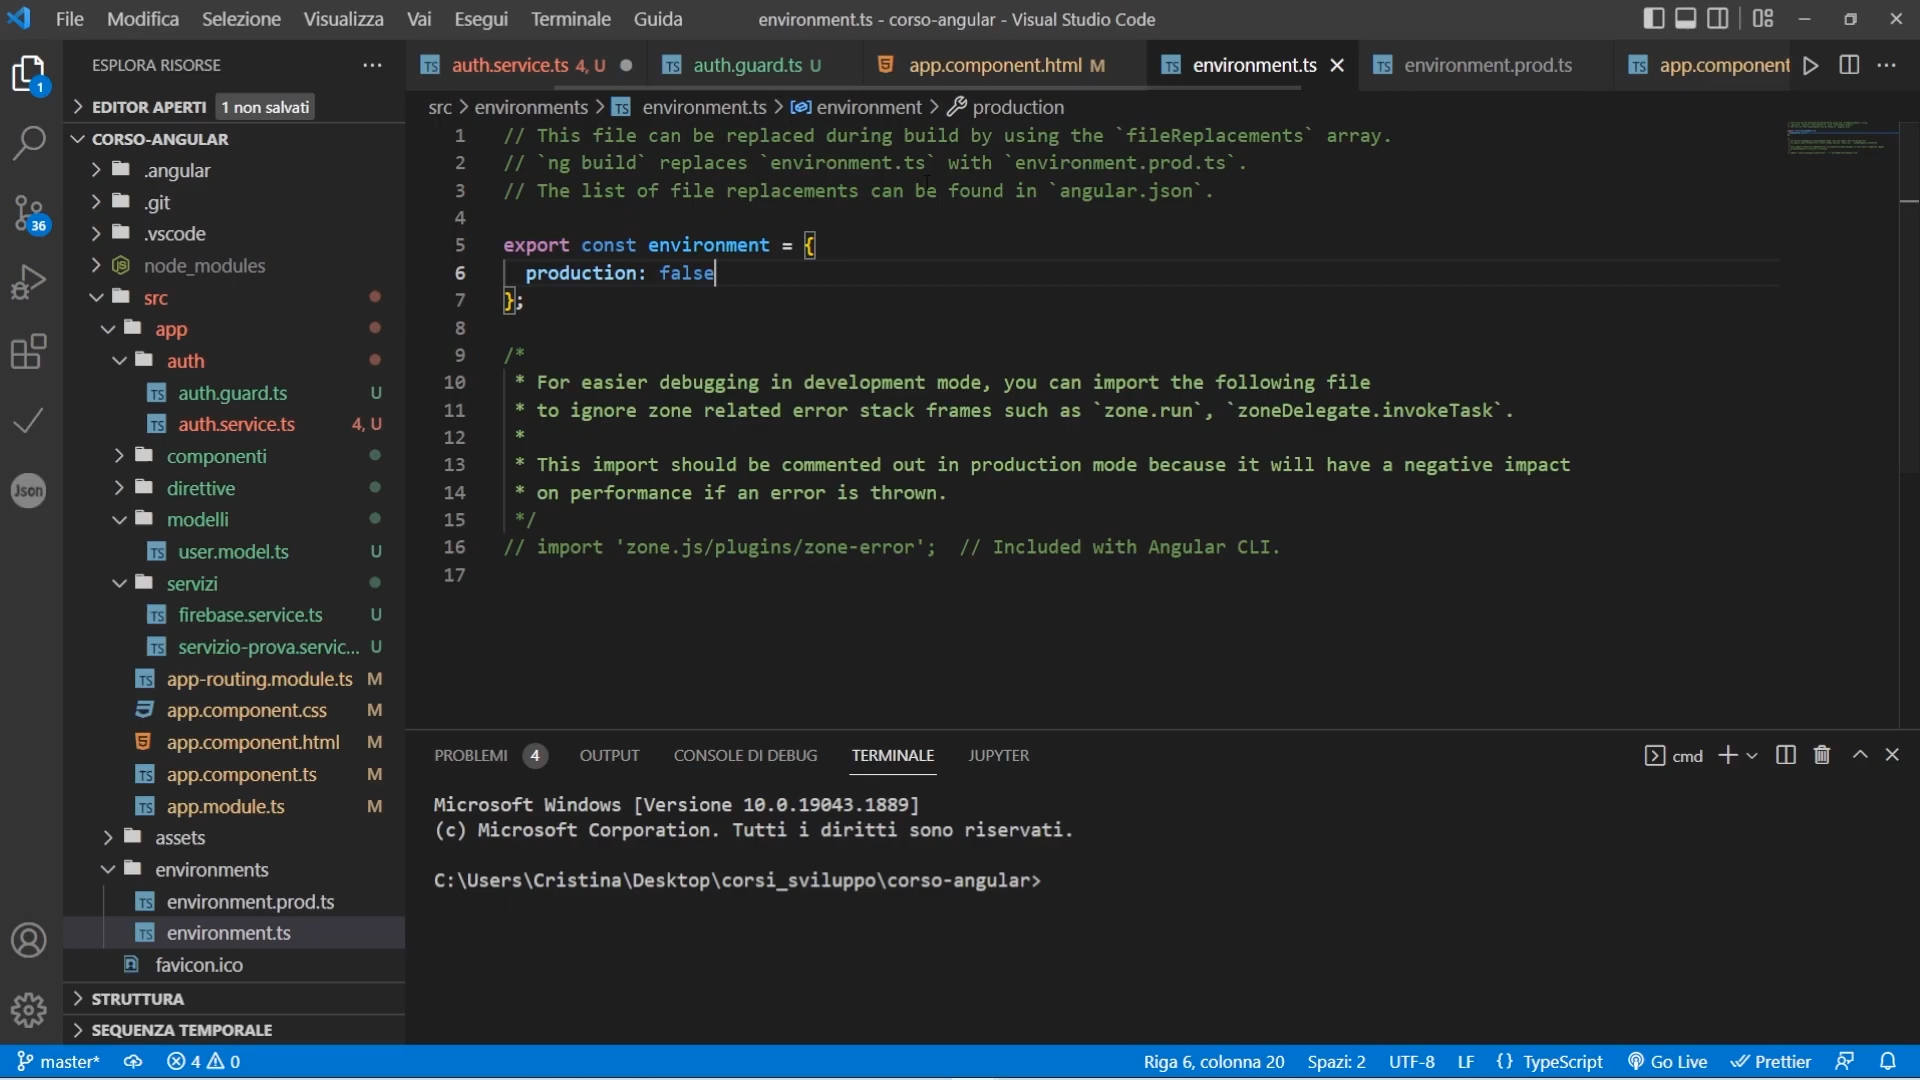 File Modifica Selezione Visualizza Vai Esegui Terminale Guida environment.ts - corso-angular - Visual Studio Code
ESPLORA RISORSE
EDITOR APERTI 1 non salvati
CORSO-ANGULAR
.angular
.git
.vscode
node_modules
src
app
auth
auth.guard.ts U
auth.service.ts 4, U
componenti
direttive
modelli
user.model.ts U
servizi
firebase.service.ts U
servizio-prova.servic... U
app-routing.module.ts M
app.component.css M
app.component.html M
app.component.ts M
app.module.ts M
assets
environments
environment.prod.ts
environment.ts
favicon.ico
STRUTTURA
SEQUENZA TEMPORALE
1
36
Json
auth.service.ts 4, U auth.guard.ts U app.component.html M environment.ts environment.prod.ts app.component
src > environments > environment.ts > environment > production
1 // This file can be replaced during build by using the `fileReplacements` array.
2 // `ng build` replaces `environment.ts` with `environment.prod.ts`.
3 // The list of file replacements can be found in `angular.json`.
4
5 export const environment = {
6 production: false
7 };
8
9 /*
10 * For easier debugging in development mode, you can import the following file
11 * to ignore zone related error stack frames such as `zone.run`, `zoneDelegate.invokeTask`.
12 *
13 * This import should be commented out in production mode because it will have a negative impact
14 * on performance if an error is thrown.
15 */
16 // import 'zone.js/plugins/zone-error'; // Included with Angular CLI.
17
PROBLEMI 4 OUTPUT CONSOLE DI DEBUG TERMINALE JUPYTER cmd
Microsoft Windows [Versione 10.0.19043.1889]
(c) Microsoft Corporation. Tutti i diritti sono riservati.
C:\Users\Cristina\Desktop\corsi_sviluppo\corso-angular>
master* 4 0 Riga 6, colonna 20 Spazi: 2 UTF-8 LF {} TypeScript Go Live Prettier